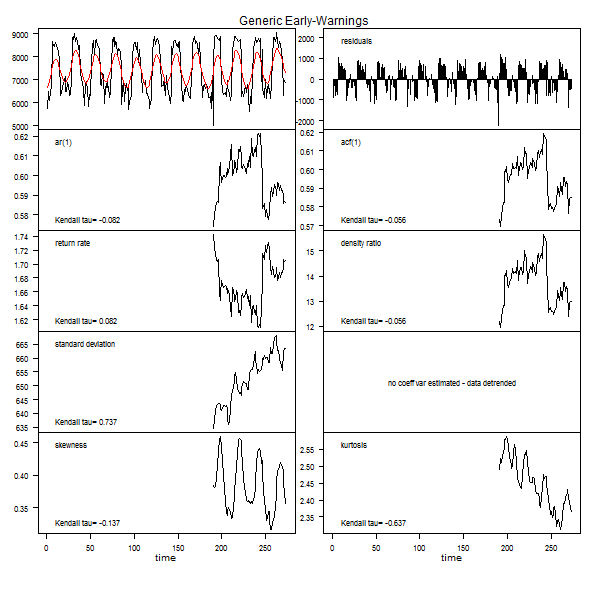 Generic Early-Warnings
9000
8000
7000
6000
5000
residuals
2000
1000
0
-1000
-2000
ar(1)
0.62
0.61
0.60
0.59
0.58
Kendall tau= -0.082
acf(1)
0.62
0.61
0.60
0.59
0.58
0.57
Kendall tau= -0.056
return rate
1.74
1.72
1.70
1.68
1.66
1.64
1.62
Kendall tau= 0.082
density ratio
15
14
13
12
Kendall tau= -0.056
standard deviation
665
660
655
650
645
640
635
Kendall tau= 0.737
no coeff var estimated - data detrended
skewness
0.45
0.40
0.35
Kendall tau= -0.137
0 50 100 150 200 250
time
kurtosis
2.55
2.50
2.45
2.40
2.35
Kendall tau= -0.637
0 50 100 150 200 250
time